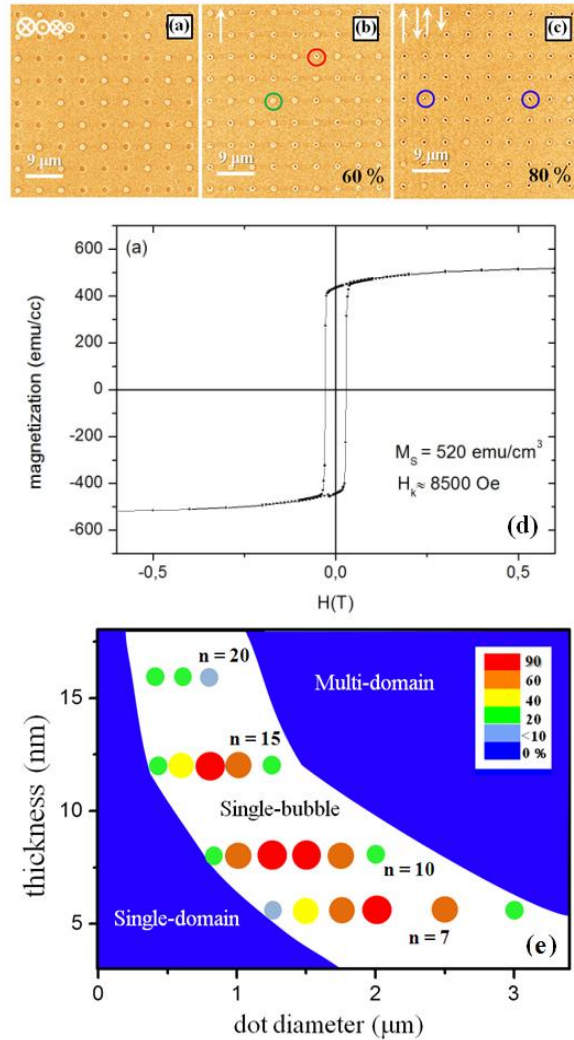 (a)
9 µm
(b)
9 µm
60 %
(c)
9 µm
80 %
(a)
600
400
200
0
-200
-400
-600
magnetization (emu/cc)
M_S = 520 emu/cm³
H_k ≈ 8500 Oe
(d)
-0,5
0,0
0,5
H(T)
n = 20
n = 15
n = 10
n = 7
Multi-domain
Single-bubble
Single-domain
90
60
40
20
<10
0 %
15
10
5
thickness (nm)
(e)
0
1
2
3
dot diameter (µm)